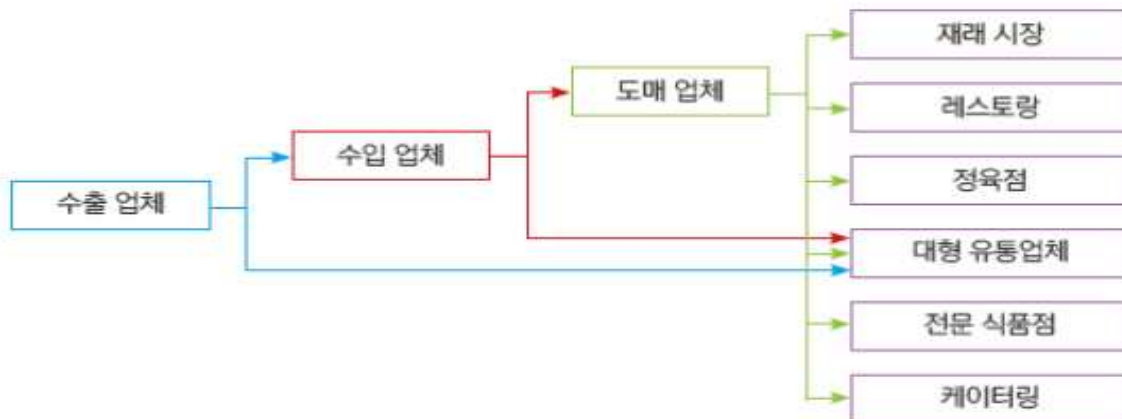 재래 시장
도매 업체
레스토랑
수입 업체
정육점
수출 업체
대형 유통업체
전문 식품점
케이터링